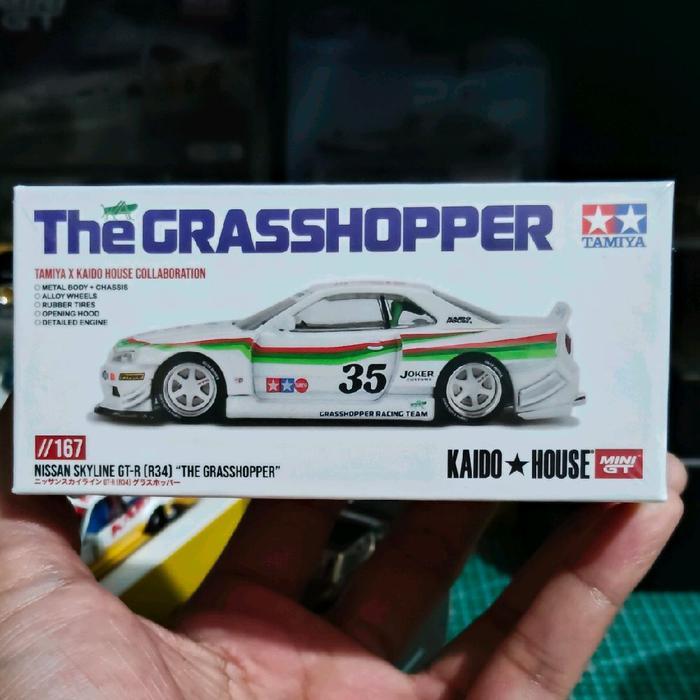 The GRASSHOPPER
TAMIYA
TAMIYA X KAIDO HOUSE COLLABORATION
METAL BODY + CHASSIS
ALLOY WHEELS
RUBBER TIRES
OPENING HOOD
DETAILED ENGINE
KAIDO HOUSE
35
JOKER
GRASSHOPPER RACING TEAM
//167
NISSAN SKYLINE GT-R (R34) "THE GRASSHOPPER"
ニッサンスカイライン GT-R (R34) グラスホッパー
KAIDO★HOUSE
MINI GT